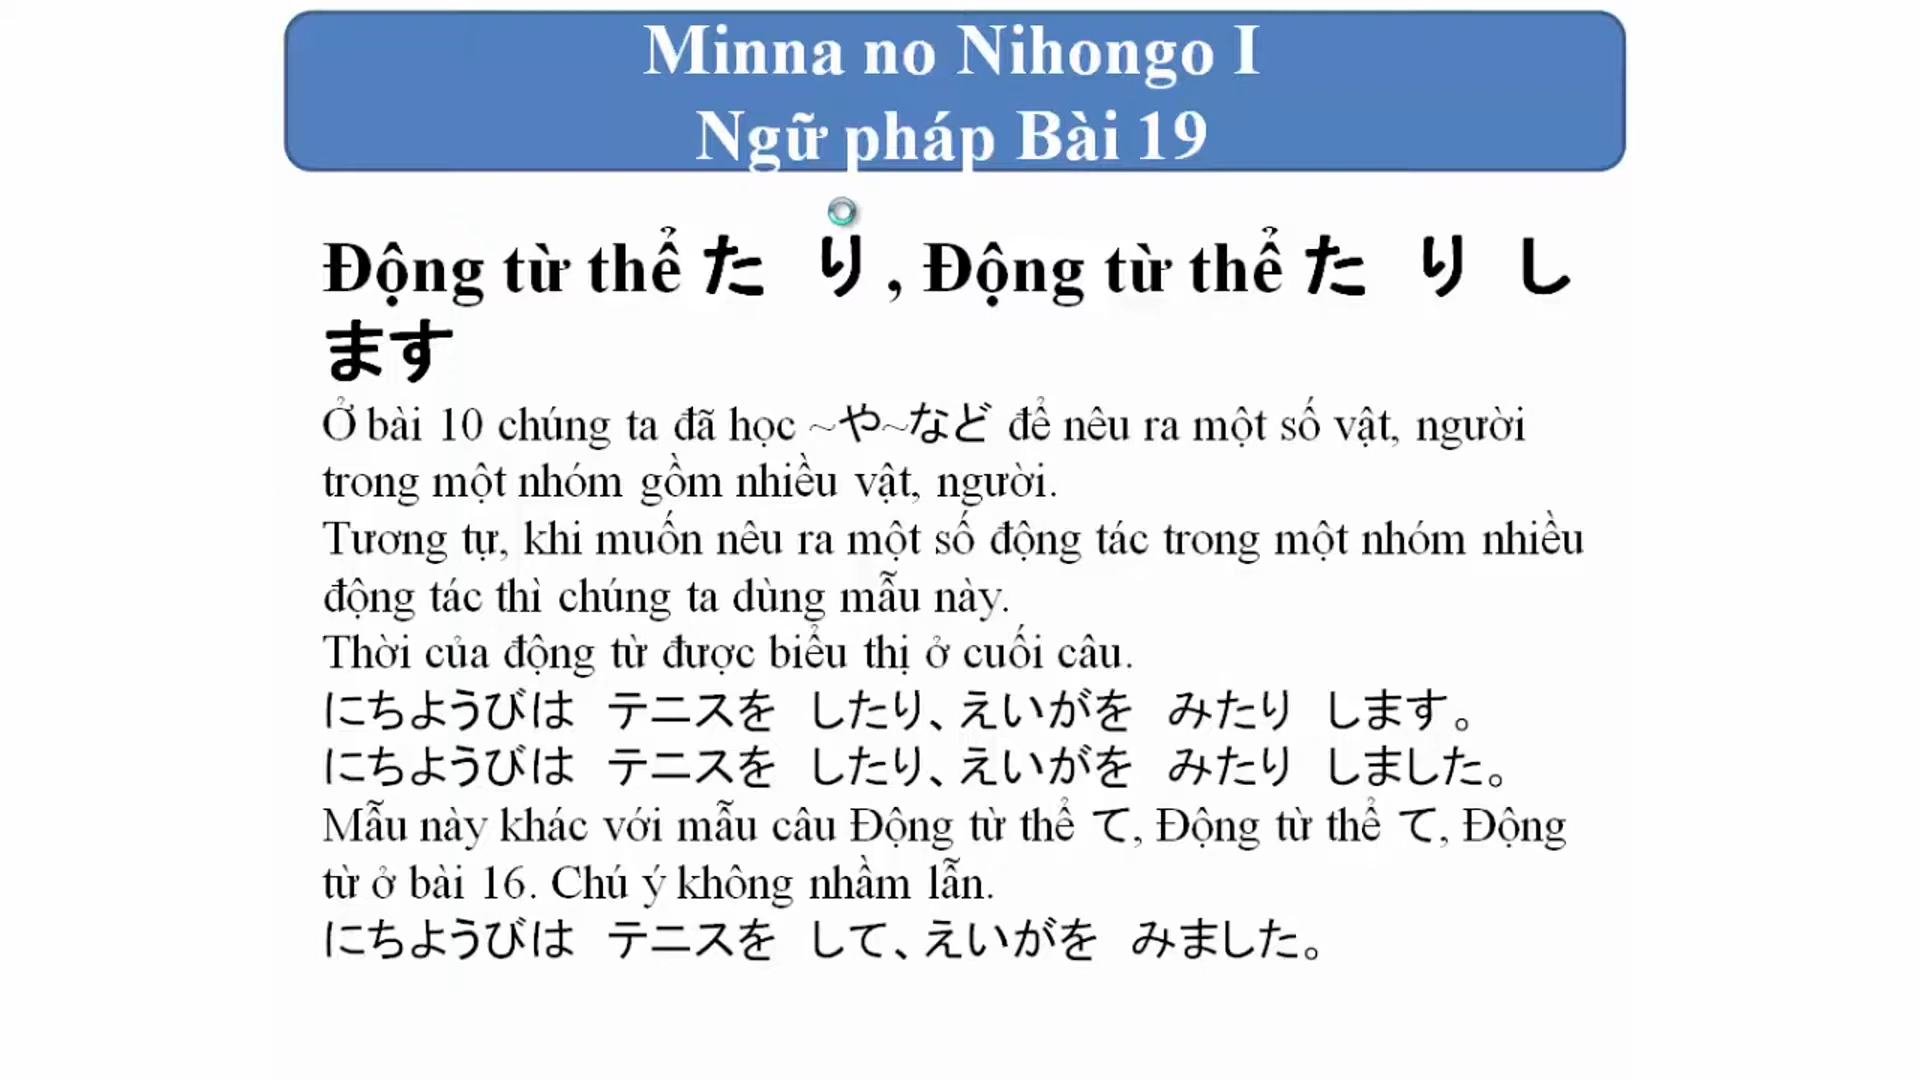 Minna no Nihongo I
Ngữ pháp Bài 19
Động từ thể た り , Động từ thể た り し
ます
Ở bài 10 chúng ta đã học ~や~など để nêu ra một số vật, người
trong một nhóm gồm nhiều vật, người.
Tương tự, khi muốn nêu ra một số động tác trong một nhóm nhiều
động tác thì chúng ta dùng mẫu này.
Thời của động từ được biểu thị ở cuối câu.
にちようびは テニスを したり、えいがを みたり します。
にちようびは テニスを したり、えいがを みたり しました。
Mẫu này khác với mẫu câu Động từ thể て, Động từ thể て, Động
từ ở bài 16. Chú ý không nhầm lẫn.
にちようびは テニスを して、えいがを みました。